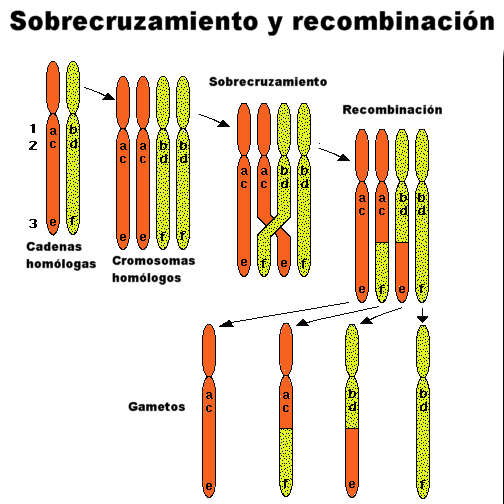 Sobrecruzamiento y recombinación
Sobrecruzamiento
Recombinación
1 a b
2 c d
3 e f
a a b b
c c d d
e e f f
a a b b
c c d d
e f e f
a a b b
c c d d
e f e f
Cadenas
homólogas
Cromosomas
homólogos
Gametos
a a b b
c c d d
e f e f